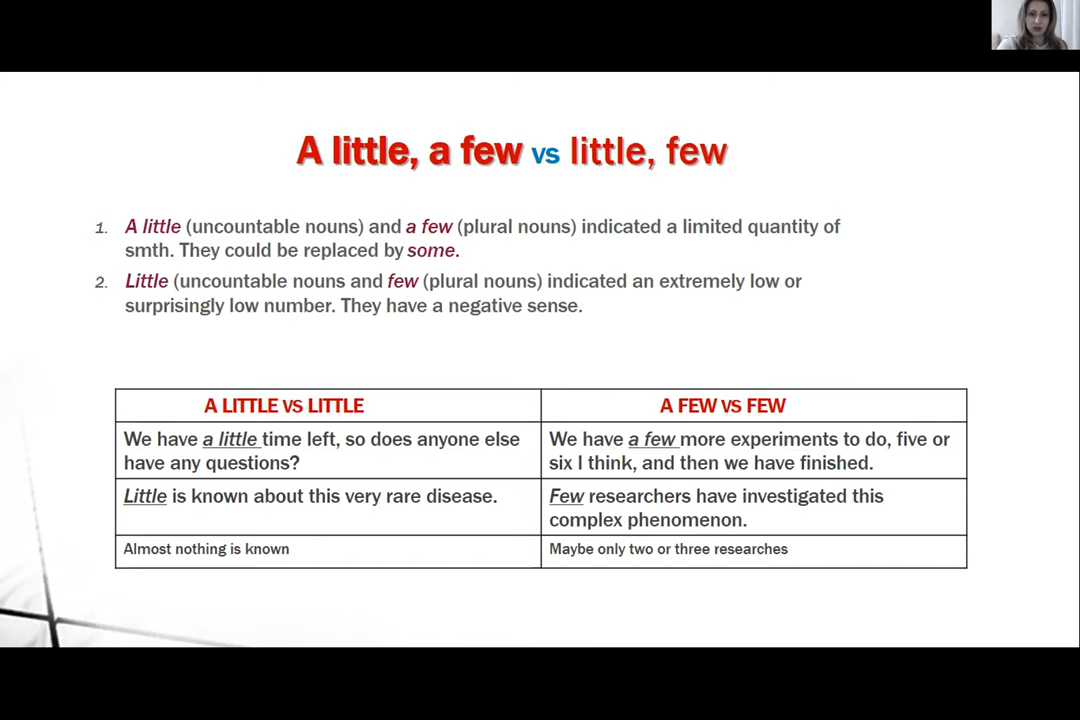 A little, a few vs little, few
1. A little (uncountable nouns) and a few (plural nouns) indicated a limited quantity of
smth. They could be replaced by some.
2. Little (uncountable nouns and few (plural nouns) indicated an extremely low or
surprisingly low number. They have a negative sense.
A LITTLE VS LITTLE
A FEW VS FEW
We have a little time left, so does anyone else
have any questions?
We have a few more experiments to do, five or
six I think, and then we have finished.
Little is known about this very rare disease.
Few researchers have investigated this
complex phenomenon.
Almost nothing is known
Maybe only two or three researches